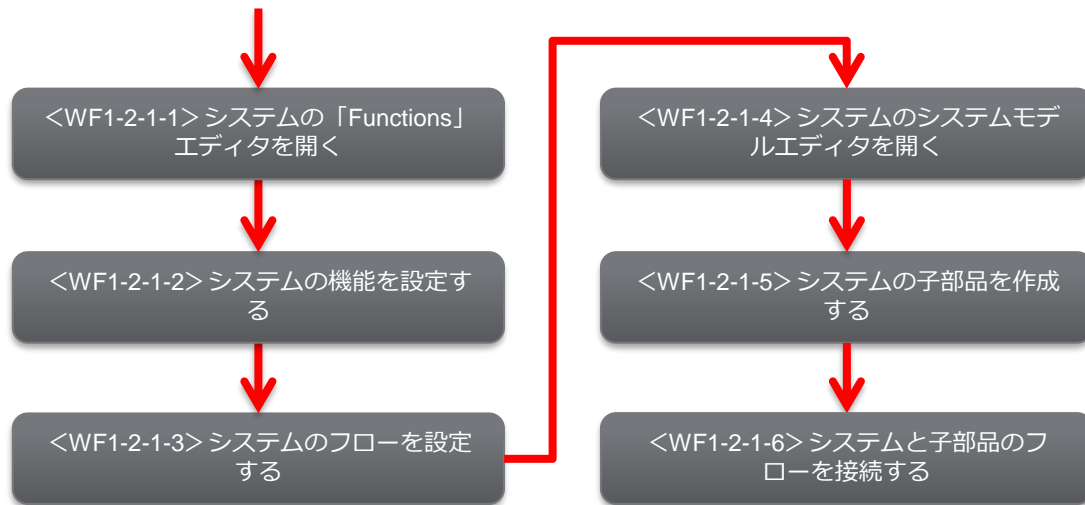 <WF1-2-1-1>システムの「Functions」
エディタを開く
<WF1-2-1-2>システムの機能を設定す
る
<WF1-2-1-3>システムのフローを設定
する
<WF1-2-1-4>システムのシステムモデ
ルエディタを開く
<WF1-2-1-5>システムの子部品を作成
する
<WF1-2-1-6>システムと子部品のフ
ローを接続する